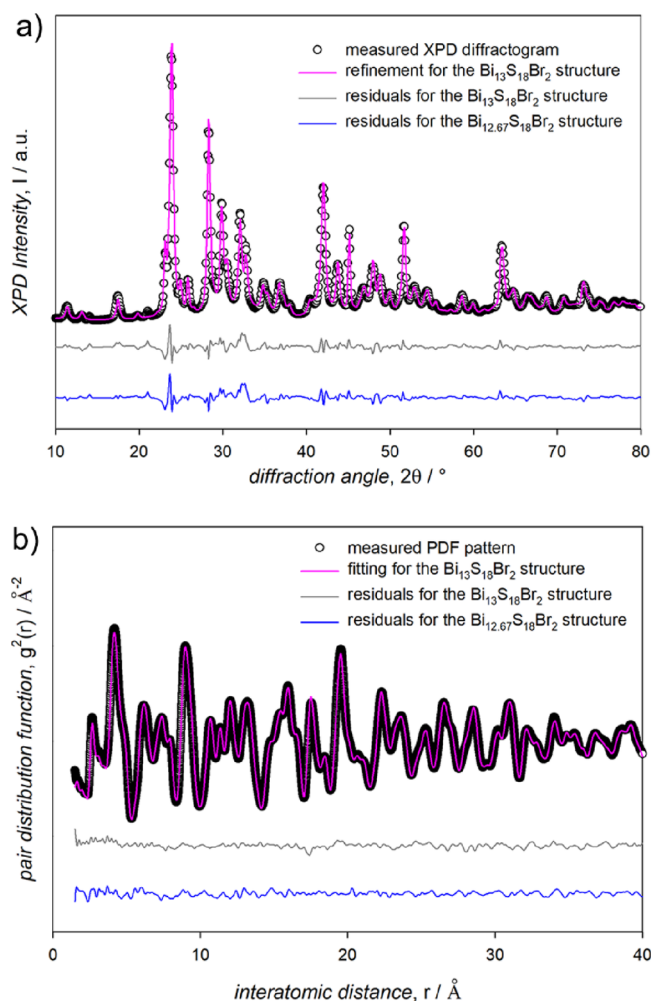 a)
measured XPD diffractogram
refinement for the Bi₁₃S₁₈Br₂ structure
residuals for the Bi₁₃S₁₈Br₂ structure
residuals for the Bi₁₂.₆₇S₁₈Br₂ structure
XPD Intensity, I / a.u.
10 20 30 40 50 60 70 80
diffraction angle, 2θ / °
b)
measured PDF pattern
fitting for the Bi₁₃S₁₈Br₂ structure
residuals for the Bi₁₃S₁₈Br₂ structure
residuals for the Bi₁₂.₆₇S₁₈Br₂ structure
pair distribution function, g²(r) / Å⁻²
0 10 20 30 40
interatomic distance, r / Å